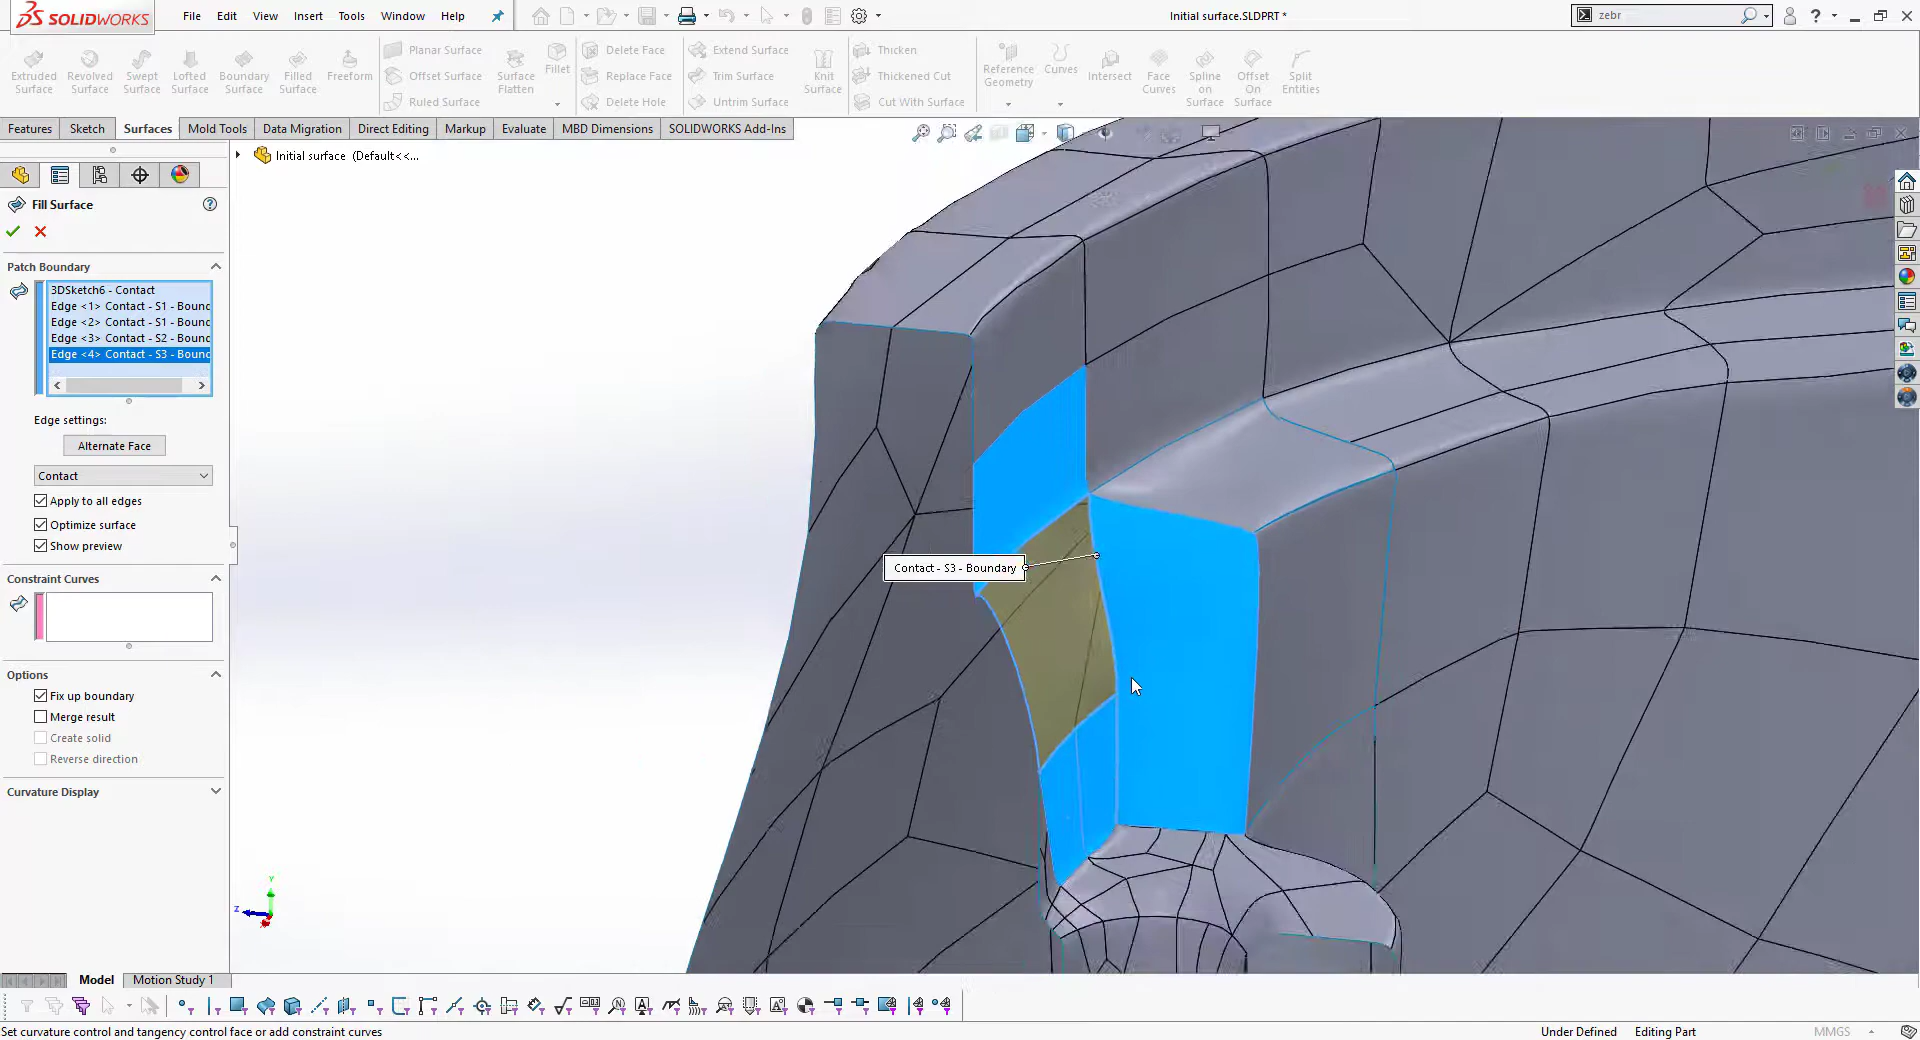 SOLIDWORKS
File Edit View Insert Tools Window Help
Initial surface.SLDPRT *
zebr
Extruded Surface
Revolved Surface
Swept Surface
Lofted Surface
Boundary Surface
Filled Surface
Freeform
Planar Surface
Offset Surface
Ruled Surface
Surface Flatten
Fillet
Delete Face
Replace Face
Delete Hole
Extend Surface
Trim Surface
Untrim Surface
Knit Surface
Thicken
Thickened Cut
Cut With Surface
Reference Geometry
Curves
Intersect
Face Curves
Spline on Surface
Offset On Surface
Split Entities
Features Sketch Surfaces Mold Tools Data Migration Direct Editing Markup Evaluate MBD Dimensions SOLIDWORKS Add-Ins
Initial surface (Default<<...
Fill Surface
Patch Boundary
3DSketch6 - Contact
Edge <1> Contact - S1 - Bound
Edge <2> Contact - S1 - Bound
Edge <3> Contact - S2 - Bound
Edge <4> Contact - S3 - Bound
Edge settings:
Alternate Face
Contact
Apply to all edges
Optimize surface
Show preview
Constraint Curves
Options
Fix up boundary
Merge result
Create solid
Reverse direction
Curvature Display
Contact - S3 - Boundary
Y
Z
Model Motion Study 1
Set curvature control and tangency control face or add constraint curves
Under Defined Editing Part MMGS